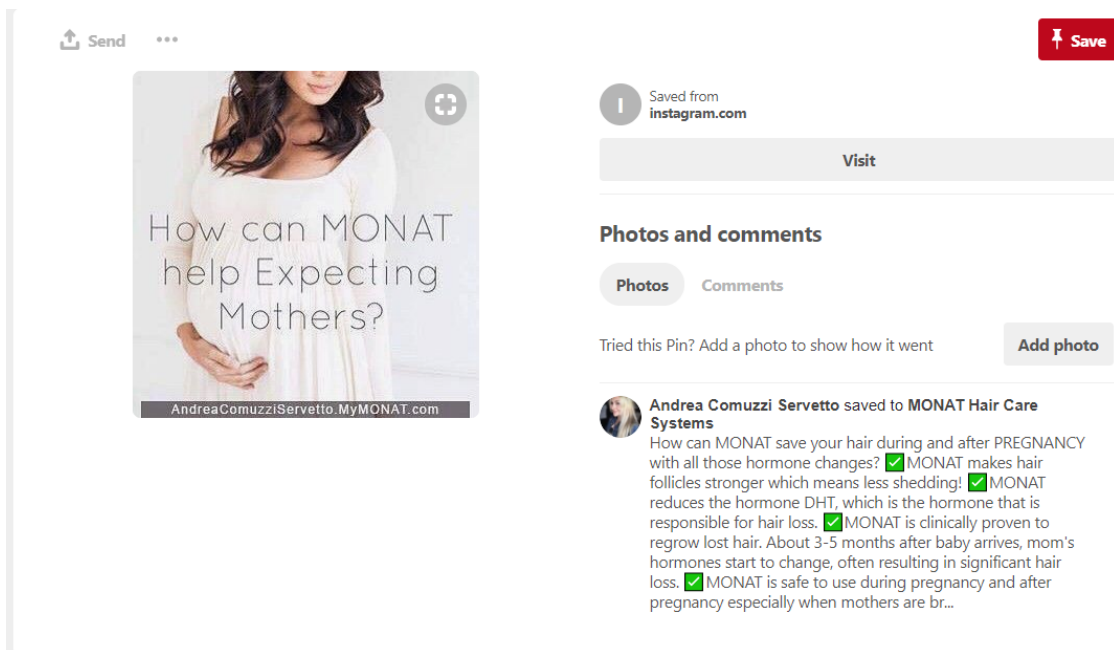 Send
Save
How can MONAT
help Expecting
Mothers?
AndreaComuzziServetto.MyMONAT.com
I
Saved from
instagram.com
Visit
Photos and comments
Photos
Comments
Tried this Pin? Add a photo to show how it went
Add photo
Andrea Comuzzi Servetto saved to MONAT Hair Care
Systems
How can MONAT save your hair during and after PREGNANCY
with all those hormone changes? ✅MONAT makes hair
follicles stronger which means less shedding! ✅MONAT
reduces the hormone DHT, which is the hormone that is
responsible for hair loss. ✅MONAT is clinically proven to
regrow lost hair. About 3-5 months after baby arrives, mom's
hormones start to change, often resulting in significant hair
loss. ✅MONAT is safe to use during pregnancy and after
pregnancy especially when mothers are br...